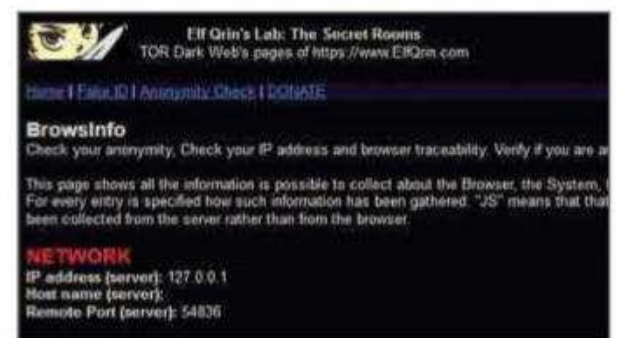 Elf Qrin's Lab: The Secret Rooms
TOR Dark Web's pages of https://www.ElfQrin.com
Home | Fake ID | Anonymity Check | DONATE
BrowsInfo
Check your anonymity, Check your IP address and browser traceability. Verify if you are
This page shows all the information is possible to collect about the Browser, the System,
For every entry is specified how such information has been gathered. "JS" means that that
been collected from the server rather than from the browser.
NETWORK
IP address (server): 127.0.0.1
Host name (server):
Remote Port (server): 54836